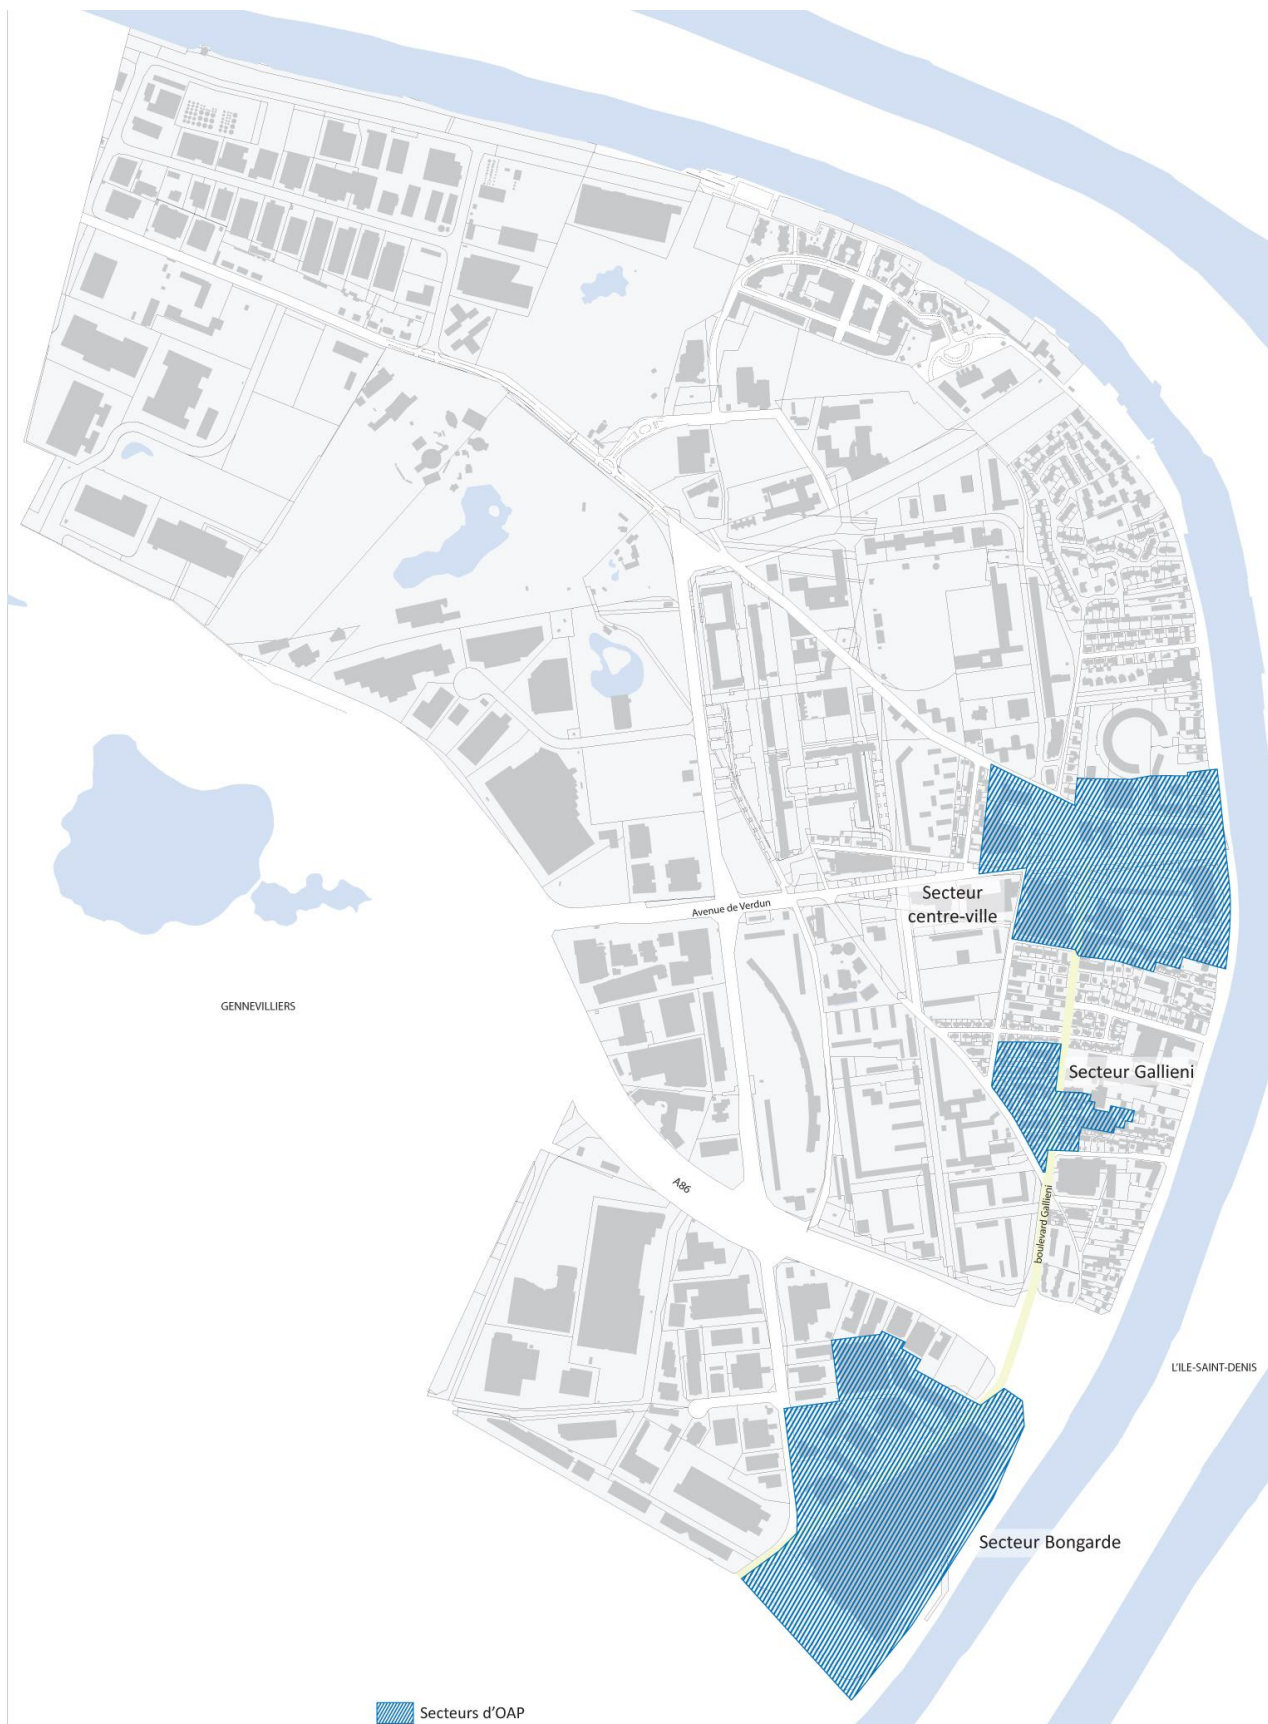 Secteur
centre-ville
Avenue de Verdun
GENNEVILLIERS
Secteur Gallieni
A86
boulevard Gallieni
L'ILE-SAINT-DENIS
Secteur Bongarde
Secteurs d'OAP